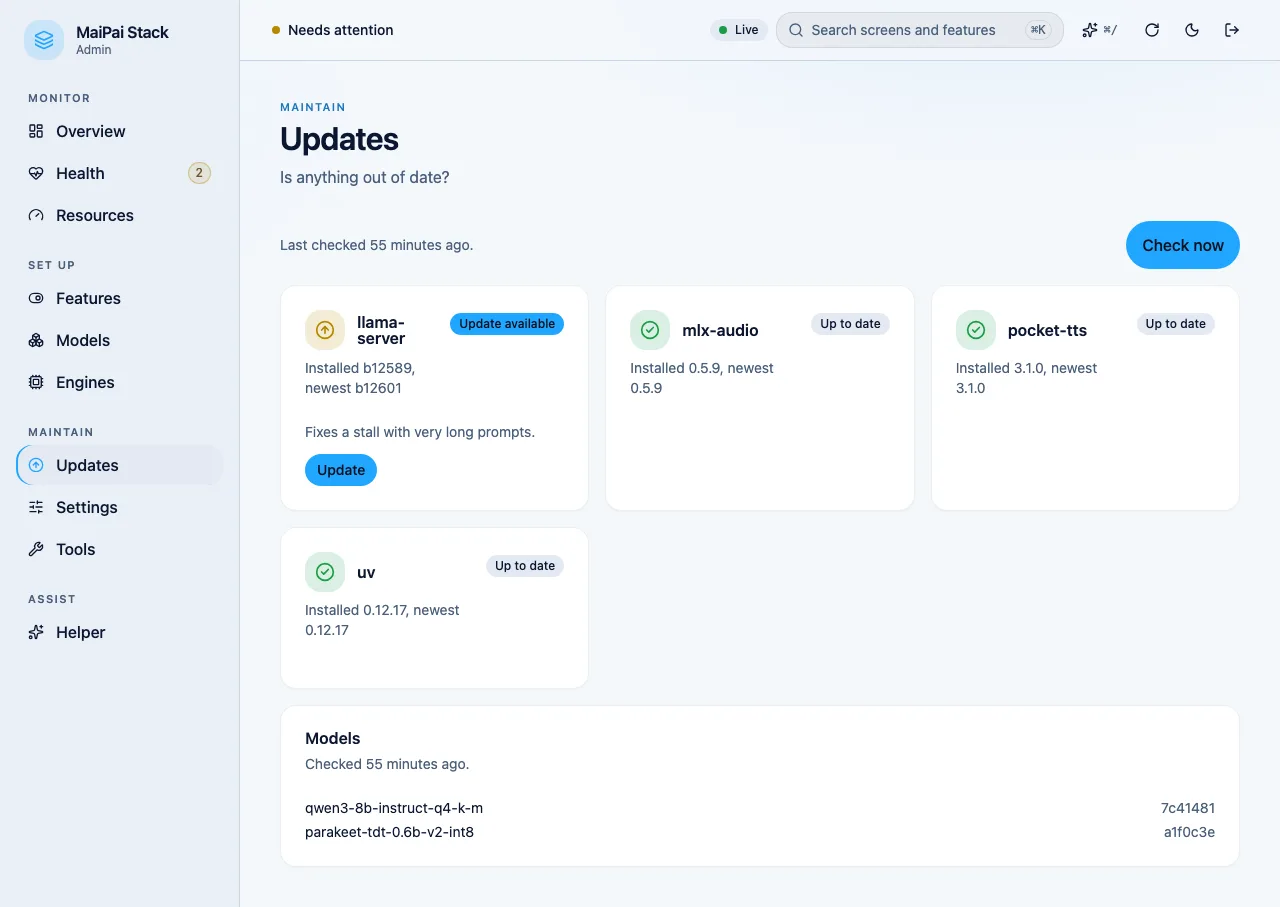 MaiPai Stack
Admin
MONITOR
Overview
Health
2
Resources
SET UP
Features
Models
Engines
MAINTAIN
Updates
Settings
Tools
ASSIST
Helper
Needs attention
Live
Search screens and features
⌘K
⌘/
MAINTAIN
Updates
Is anything out of date?
Last checked 55 minutes ago.
Check now
llama-
server
Update available
Installed b12589,
newest b12601
Fixes a stall with very long prompts.
Update
mlx-audio
Up to date
Installed 0.5.9, newest
0.5.9
pocket-tts
Up to date
Installed 3.1.0, newest
3.1.0
uv
Up to date
Installed 0.12.17, newest
0.12.17
Models
Checked 55 minutes ago.
qwen3-8b-instruct-q4-k-m
7c41481
parakeet-tdt-0.6b-v2-int8
a1f0c3e